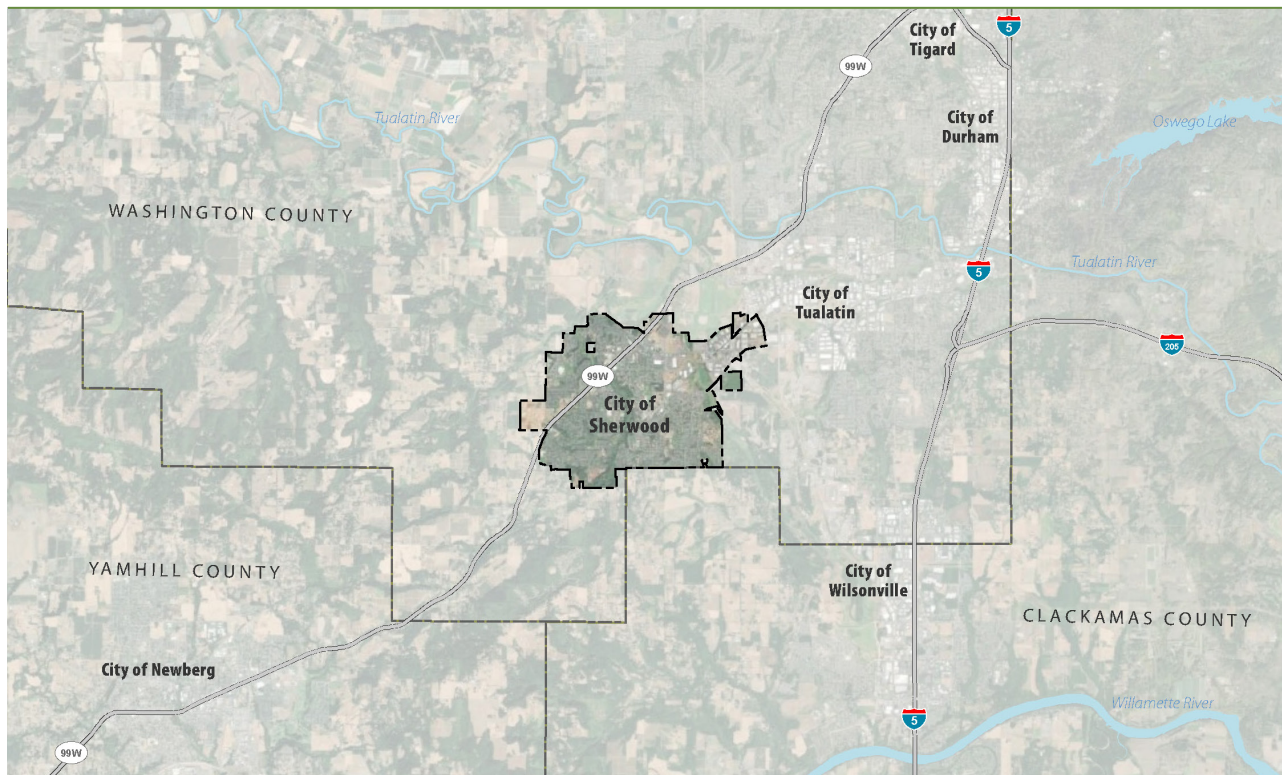 City of
Tigard
5
99W
City of
Durham
Tualatin River
Oswego Lake
WASHINGTON COUNTY
Tualatin River
5
City of
Tualatin
205
99W
City of
Sherwood
YAMHILL COUNTY
City of
Wilsonville
CLACKAMAS COUNTY
City of Newberg
Willamette River
5
99W